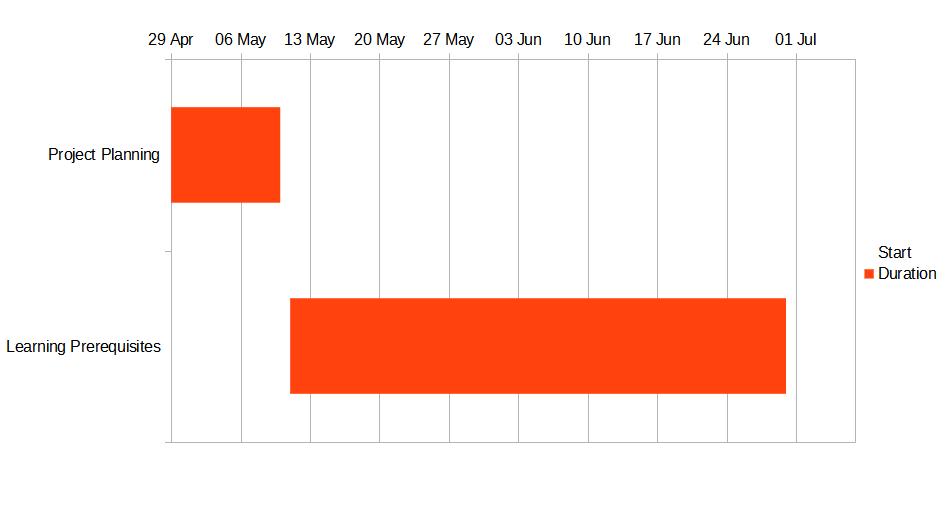 29 Apr 06 May 13 May 20 May 27 May 03 Jun 10 Jun 17 Jun 24 Jun 01 Jul
Project Planning
Learning Prerequisites
Start
Duration